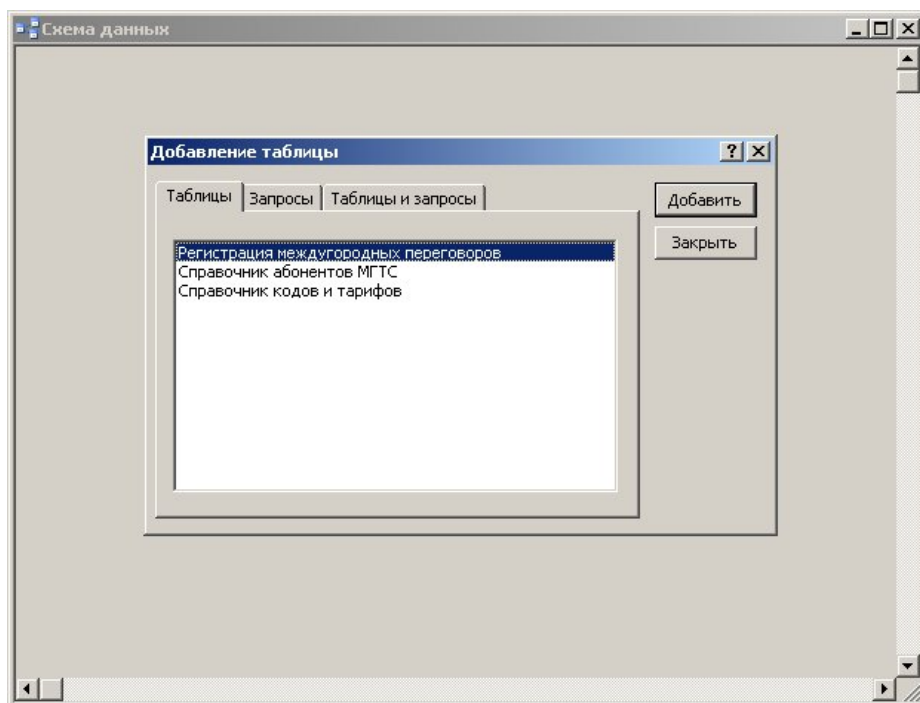 Схема данных
Добавление таблицы
Таблицы Запросы Таблицы и запросы
Добавить
Закрыть
Регистрация междугородных переговоров
Справочник абонентов МГТС
Справочник кодов и тарифов